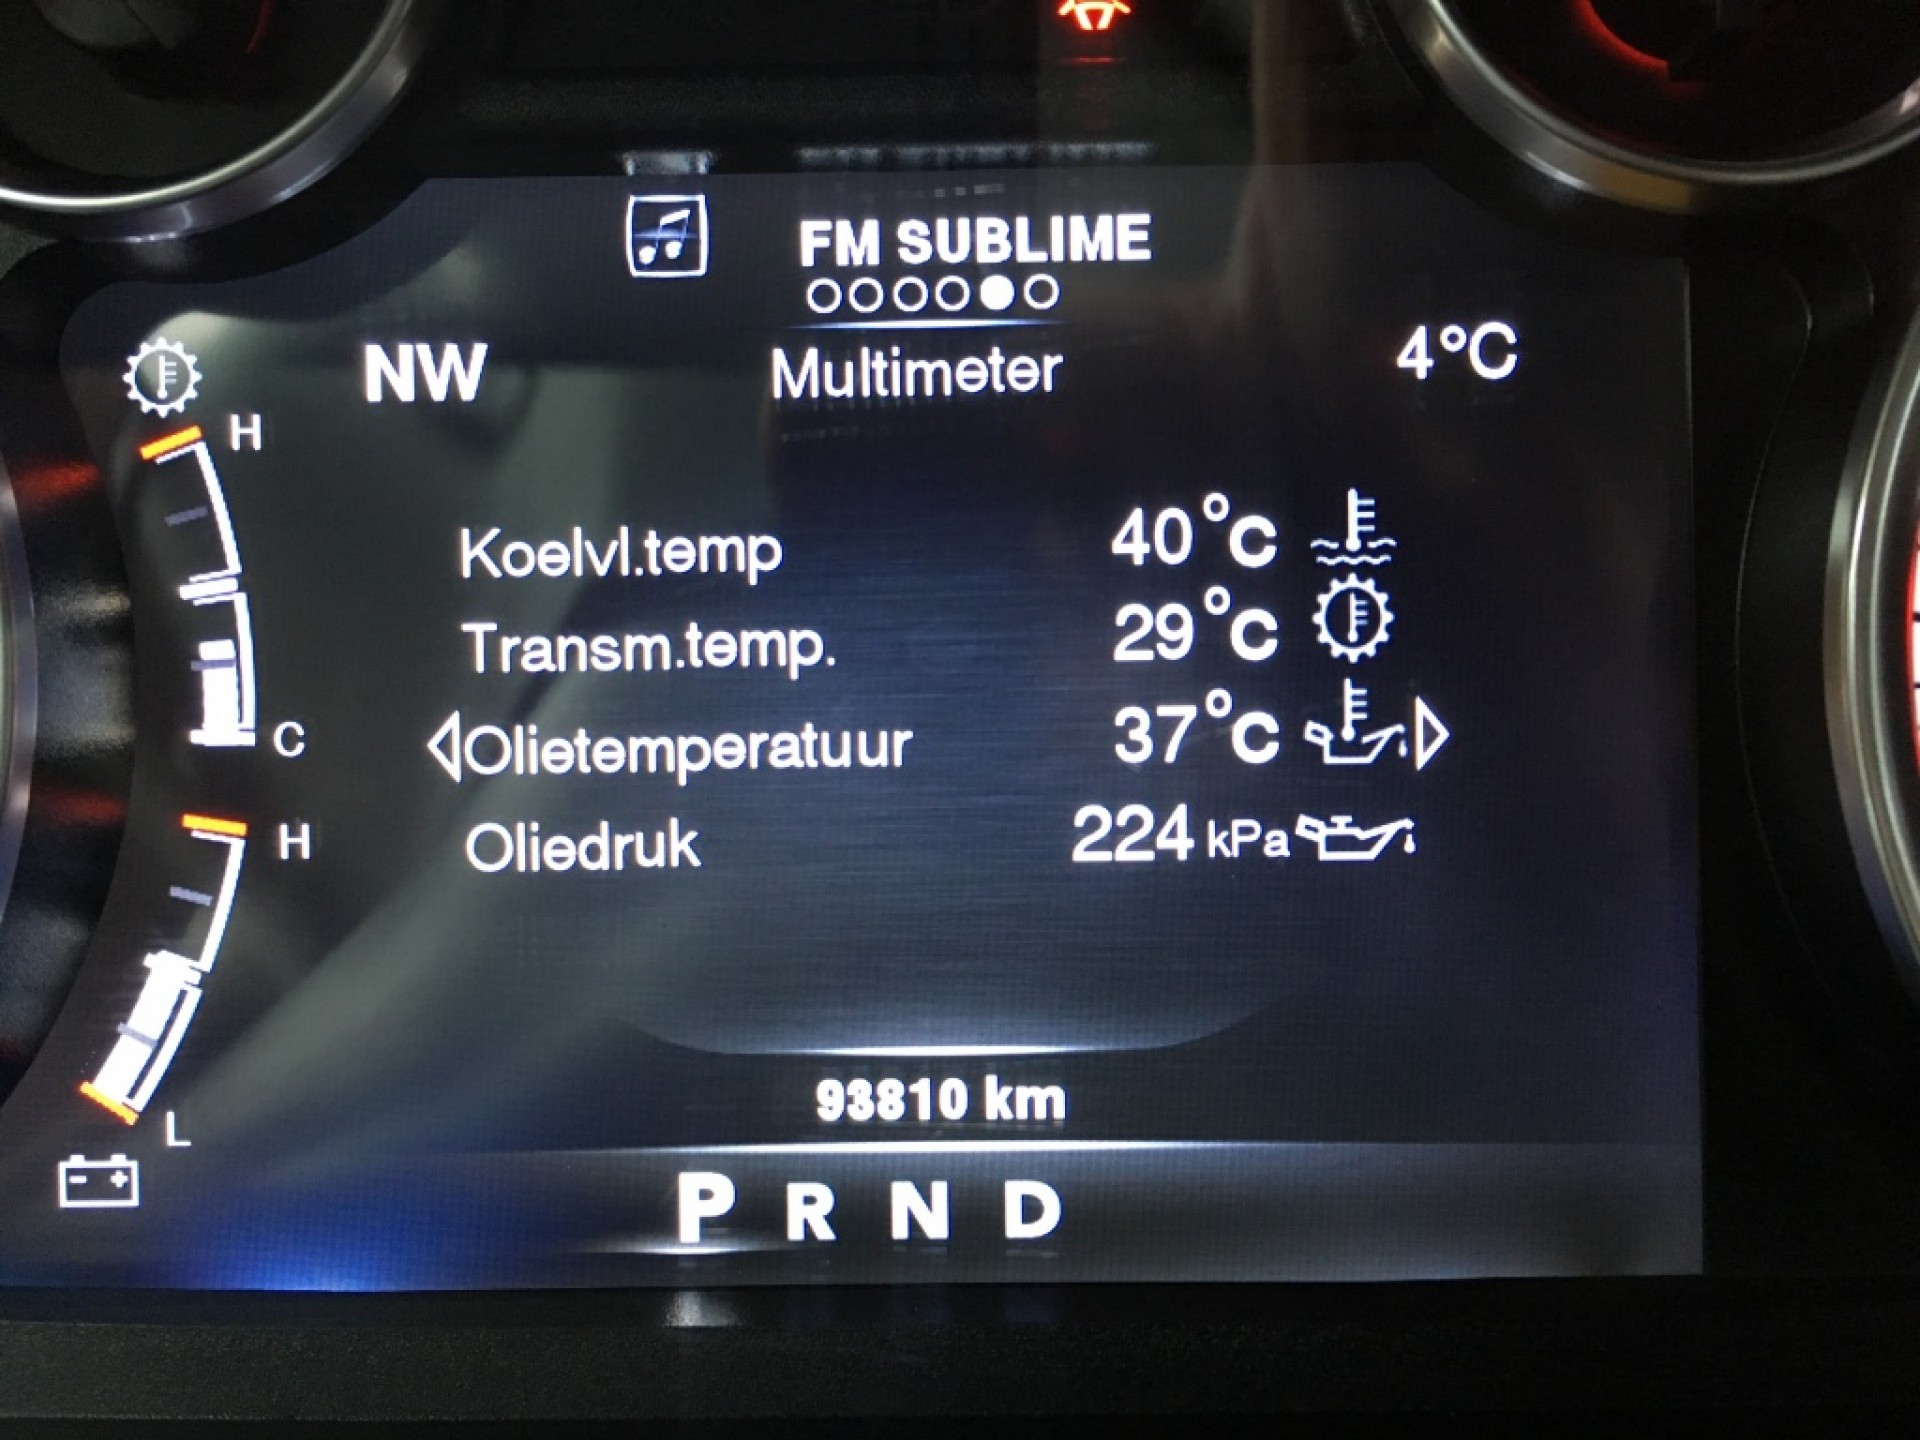 FM SUBLIME
NW Multimeter 4°C
H
Koelvl.temp 40°C
Transm.temp. 29°C
C
Olietemperatuur 37°C
H
Oliedruk 224 kPa
93810 km
L
P R N D